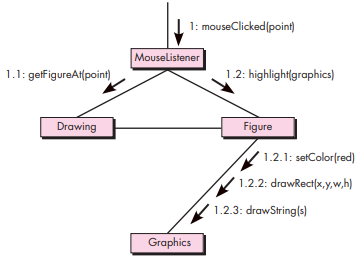 1: mouseClicked(point)
MouseListener
1.1: getFigureAt(point)
1.2: highlight(graphics)
Drawing
Figure
1.2.1: setColor(red)
1.2.2: drawRect(x,y,w,h)
1.2.3: drawString(s)
Graphics